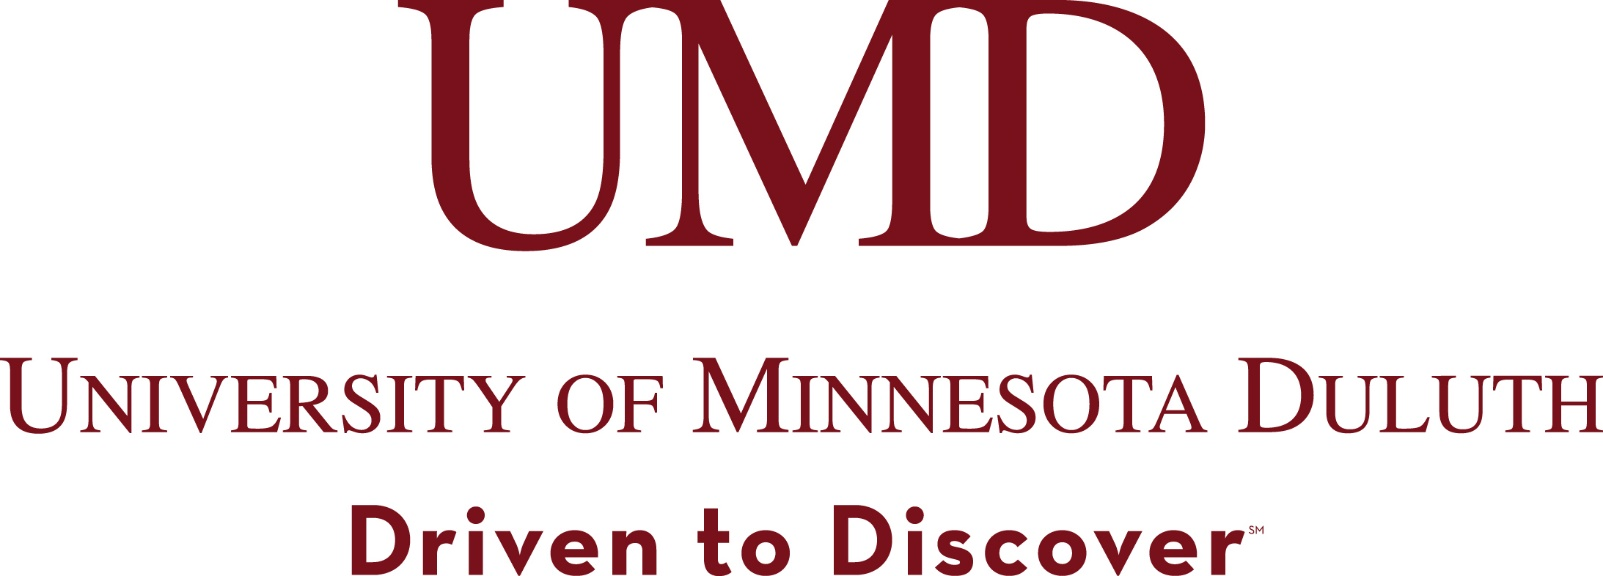 UMD
UNIVERSITY OF MINNESOTA DULUTH
Driven to Discover℠